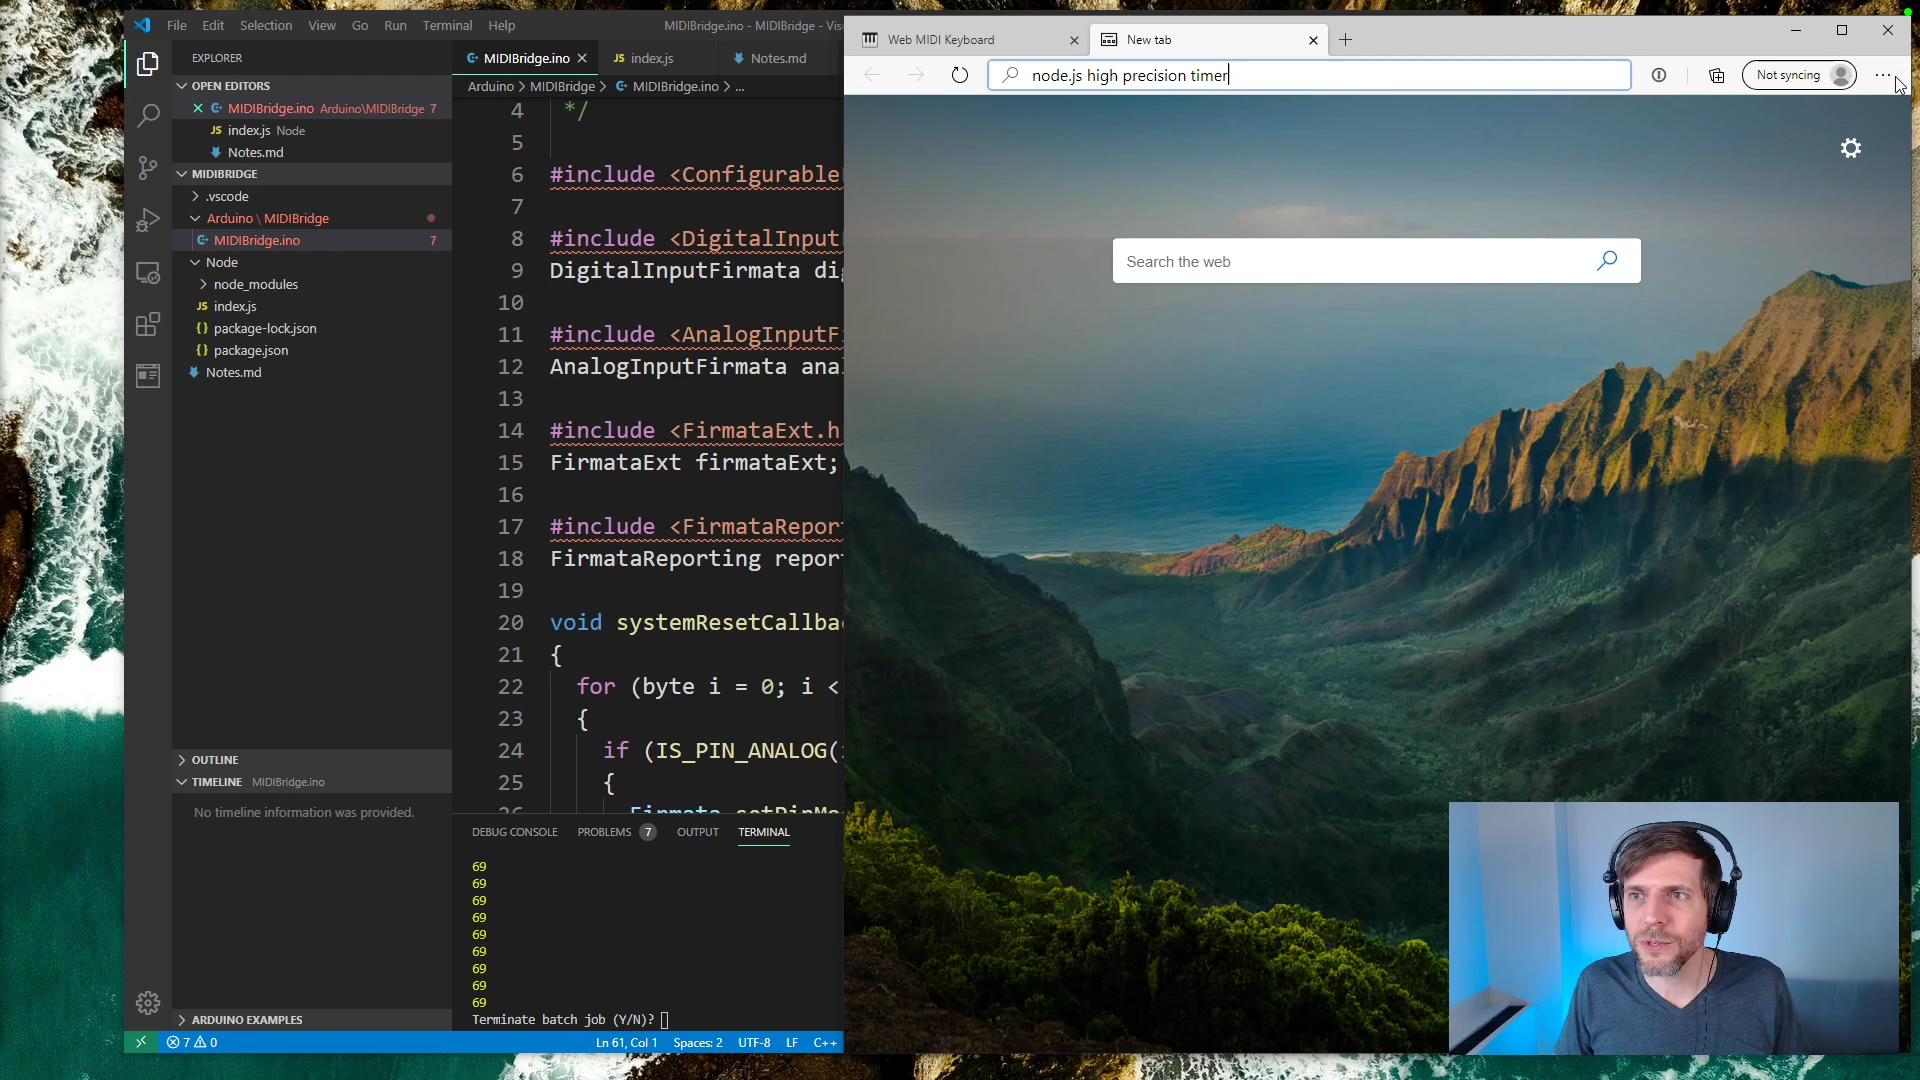 File Edit Selection View Go Run Terminal Help
MIDIBridge.ino - MIDIBridge - Vis
EXPLORER
OPEN EDITORS
MIDIBridge.ino Arduino\MIDIBridge 7
JS index.js Node
Notes.md
MIDIBRIDGE
.vscode
Arduino \ MIDIBridge
MIDIBridge.ino 7
Node
node_modules
JS index.js
{} package-lock.json
{} package.json
Notes.md
OUTLINE
TIMELINE MIDIBridge.ino
No timeline information was provided.
ARDUINO EXAMPLES
MIDIBridge.ino
JS index.js
Notes.md
Arduino > MIDIBridge > MIDIBridge.ino > ...
4 */
5
6 #include <Configurable
7
8 #include <DigitalInput
9 DigitalInputFirmata di
10
11 #include <AnalogInputF
12 AnalogInputFirmata ana
13
14 #include <FirmataExt.h
15 FirmataExt firmataExt;
16
17 #include <FirmataRepor
18 FirmataReporting repor
19
20 void systemResetCallba
21 {
22 for (byte i = 0; i <
23 {
24 if (IS_PIN_ANALOG(
25 {
26 Firmata.setPinMo
DEBUG CONSOLE PROBLEMS 7 OUTPUT TERMINAL
69
69
69
69
69
69
69
69
69
Terminate batch job (Y/N)?
7 0
Ln 61, Col 1 Spaces: 2 UTF-8 LF C++
Web MIDI Keyboard
New tab
node.js high precision timer
Not syncing
Search the web